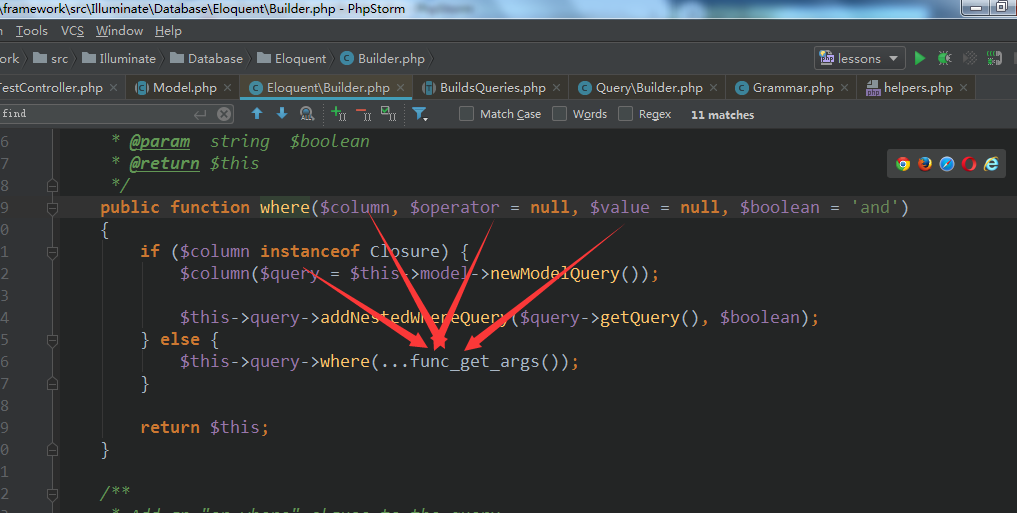 \framework\src\Illuminate\Database\Eloquent\Builder.php - PhpStorm
Tools VCS Window Help
ork src Illuminate Database Eloquent Builder.php lessons
TestController.php Model.php Eloquent\Builder.php BuildsQueries.php Query\Builder.php Grammar.php helpers.php
find Match Case Words Regex 11 matches
6 * @param string $boolean
7 * @return $this
8 */
9 public function where($column, $operator = null, $value = null, $boolean = 'and')
0 {
1 if ($column instanceof Closure) {
2 $column($query = $this->model->newModelQuery());
3
4 $this->query->addNestedWhereQuery($query->getQuery(), $boolean);
5 } else {
6 $this->query->where(...func_get_args());
7 }
8
9 return $this;
0 }
1
2 /**
* Add an "or where" clause to the query.